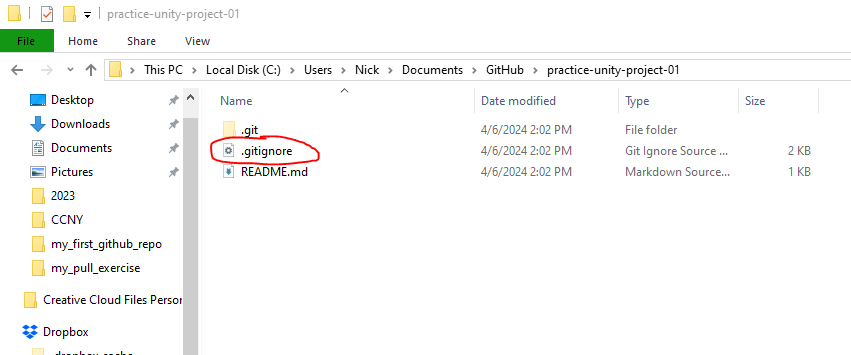 practice-unity-project-01
File Home Share View
This PC Local Disk (C:) Users Nick Documents GitHub practice-unity-project-01
Name Date modified Type Size
Desktop
Downloads
Documents
Pictures
2023
CCNY
my_first_github_repo
my_pull_exercise
Creative Cloud Files Person
Dropbox
.git 4/6/2024 2:02 PM File folder
.gitignore 4/6/2024 2:02 PM Git Ignore Source ... 2 KB
README.md 4/6/2024 2:02 PM Markdown Source... 1 KB